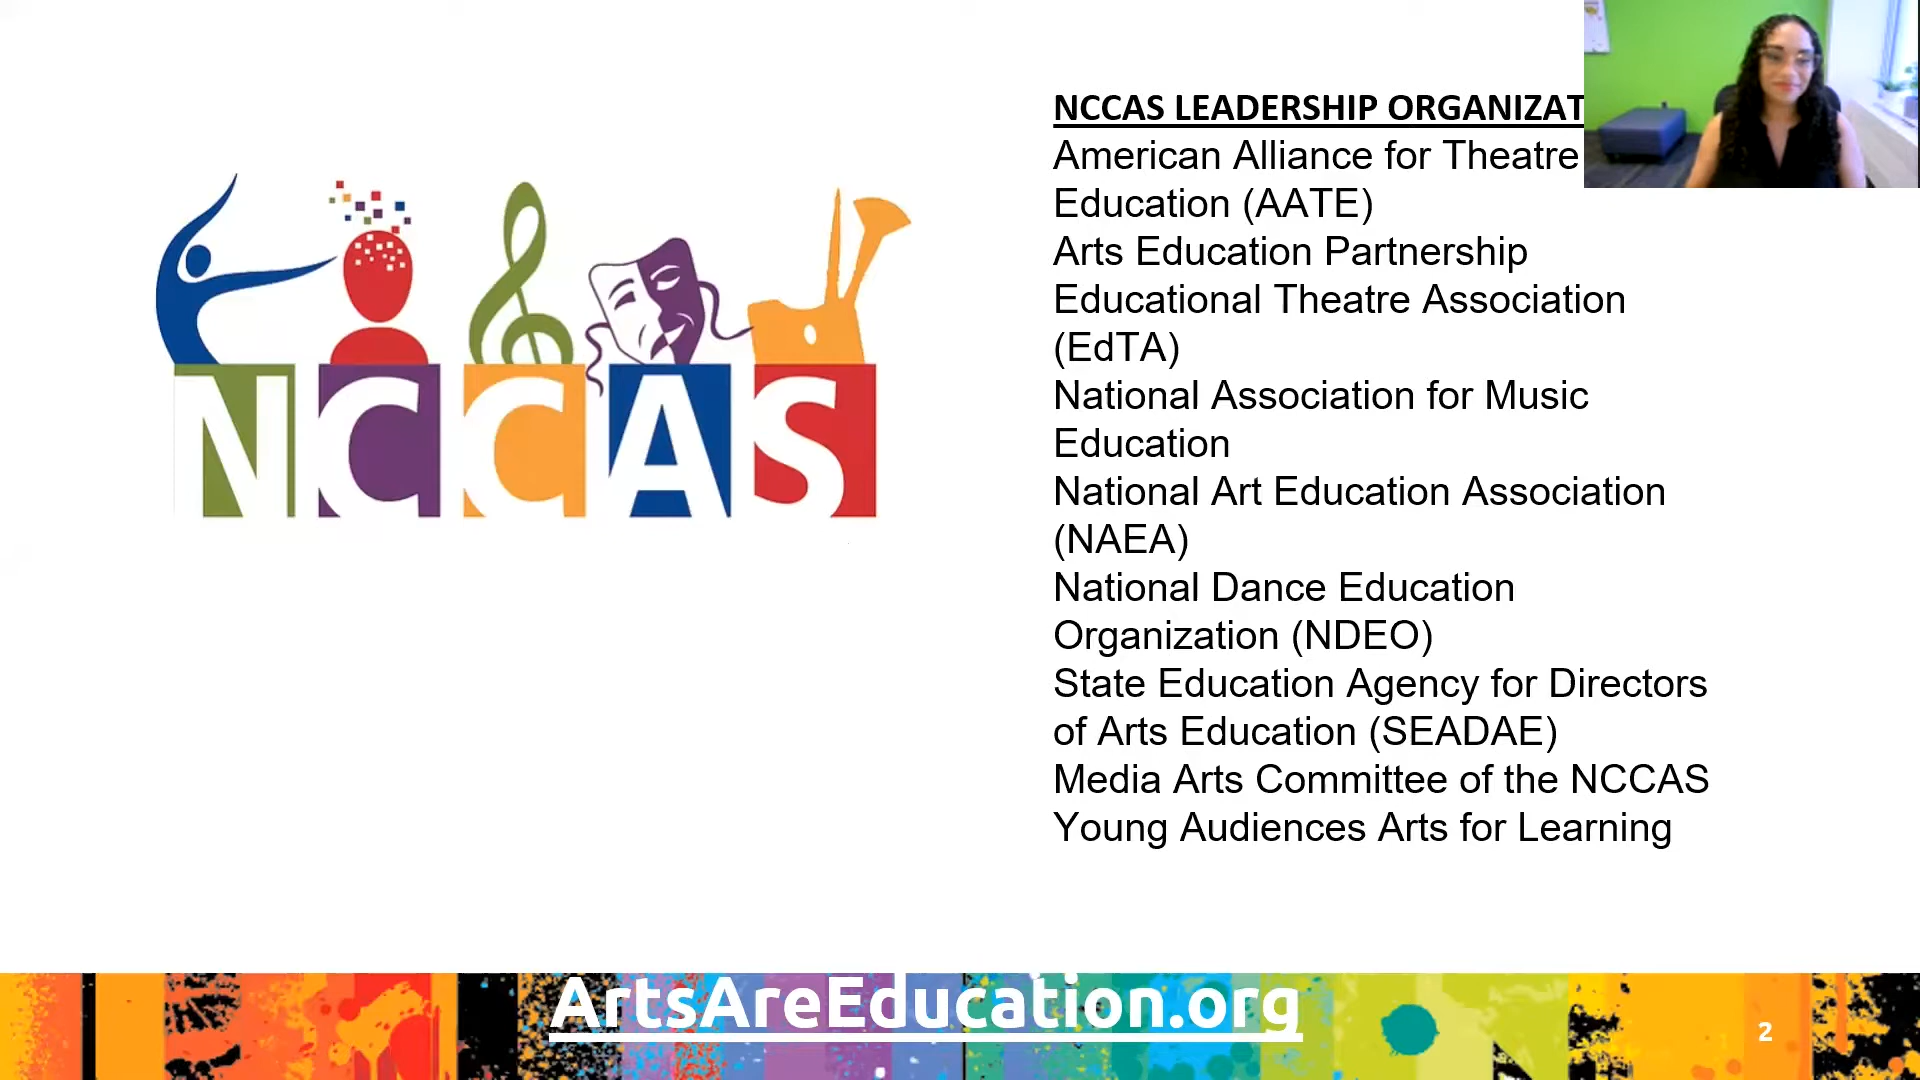 NCCAS
NCCAS LEADERSHIP ORGANIZAT
American Alliance for Theatre
Education (AATE)
Arts Education Partnership
Educational Theatre Association
(EdTA)
National Association for Music
Education
National Art Education Association
(NAEA)
National Dance Education
Organization (NDEO)
State Education Agency for Directors
of Arts Education (SEADAE)
Media Arts Committee of the NCCAS
Young Audiences Arts for Learning
ArtsAreEducation.org
2